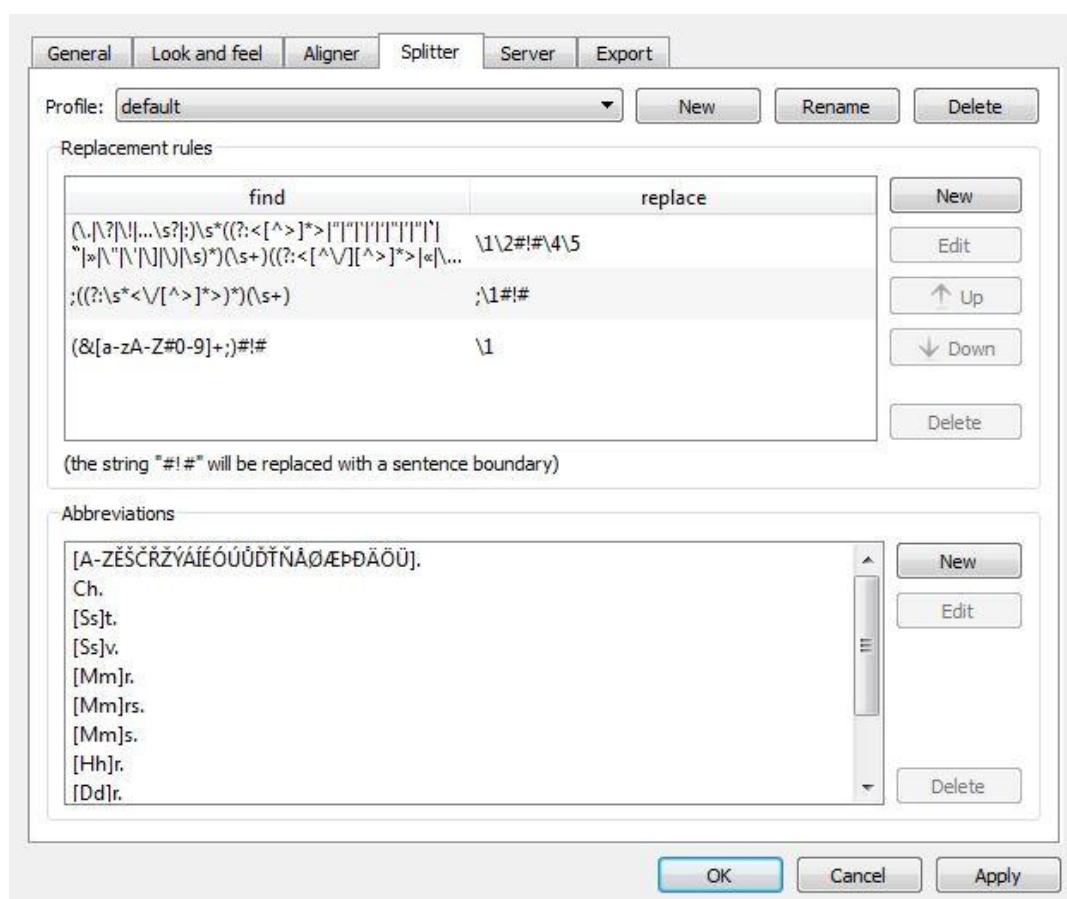 General Look and feel Aligner Splitter Server Export
Profile: default New Rename Delete
Replacement rules
find replace New
(\.|\?|\!|...\s?|:)\s*((?:<[^>]*>|"|"|'|'|"|"|"|`|
"|»|\"|\'|\]|\)|\s)*)(\s+)((?:<[^\/][^>]*>|«|\... \1\2#!#\4\5 Edit
;((?:\s*<\/[^>]*>)*)(\s+) ;\1#!# Up
(&[a-zA-Z#0-9]+;)#!# \1 Down
Delete
(the string "#!#" will be replaced with a sentence boundary)
Abbreviations
[A-ZĚŠČŘŽÝÁÍÉÓÚŮĎŤŇÅØÆÞÐÄÖÜ]. New
Ch.
[Ss]t. Edit
[Ss]v.
[Mm]r.
[Mm]rs.
[Mm]s.
[Hh]r.
[Dd]r. Delete
OK Cancel Apply